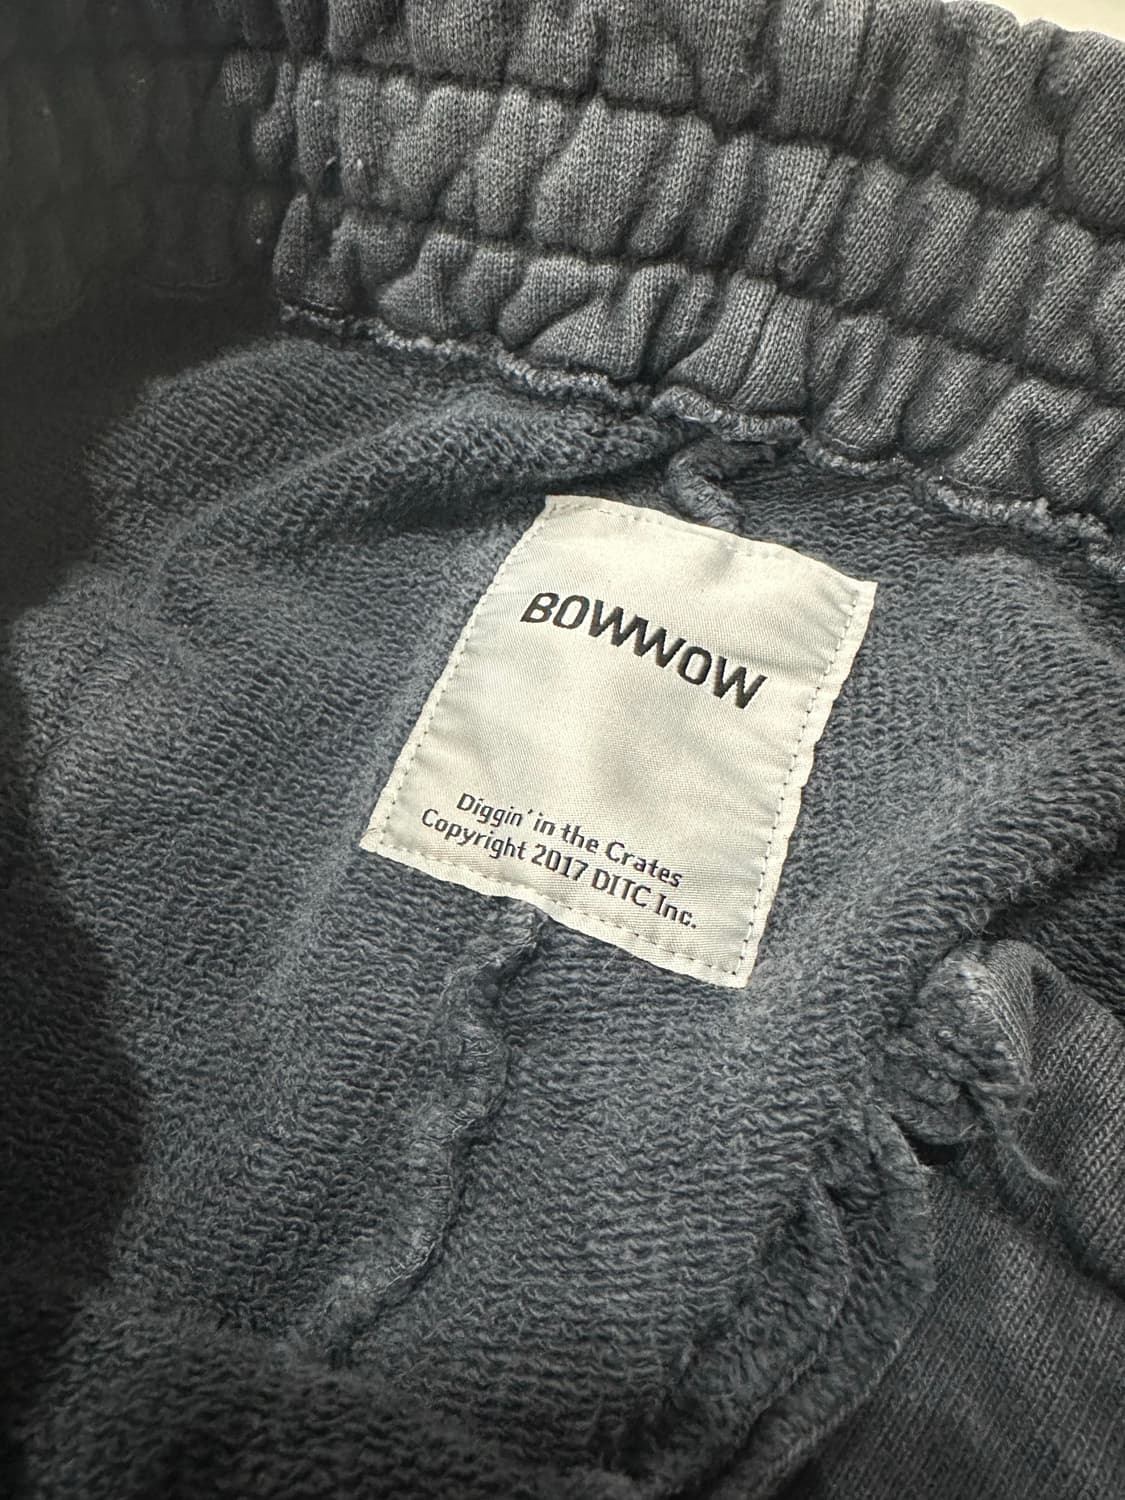 BOWWOW
Diggin' in the Crates
Copyright 2017 DITC Inc.